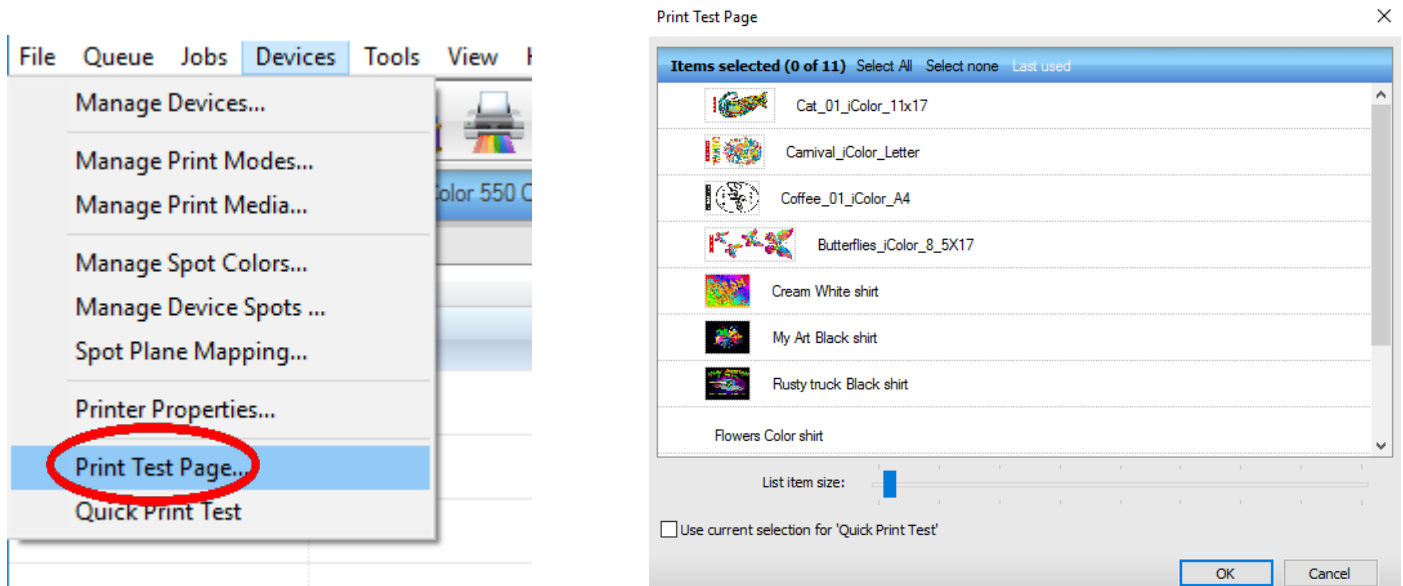 File Queue Jobs Devices Tools View
Manage Devices...
Manage Print Modes...
Manage Print Media...
Manage Spot Colors...
Manage Device Spots ...
Spot Plane Mapping...
Printer Properties...
Print Test Page...
Quick Print Test
olor 550
Print Test Page
Items selected (0 of 11) Select All Select none Last used
Cat_01_iColor_11x17
Carnival_iColor_Letter
Coffee_01_iColor_A4
Butterflies_iColor_8_5X17
Cream White shirt
My Art Black shirt
Rusty truck Black shirt
Flowers Color shirt
List item size:
Use current selection for 'Quick Print Test'
OK Cancel